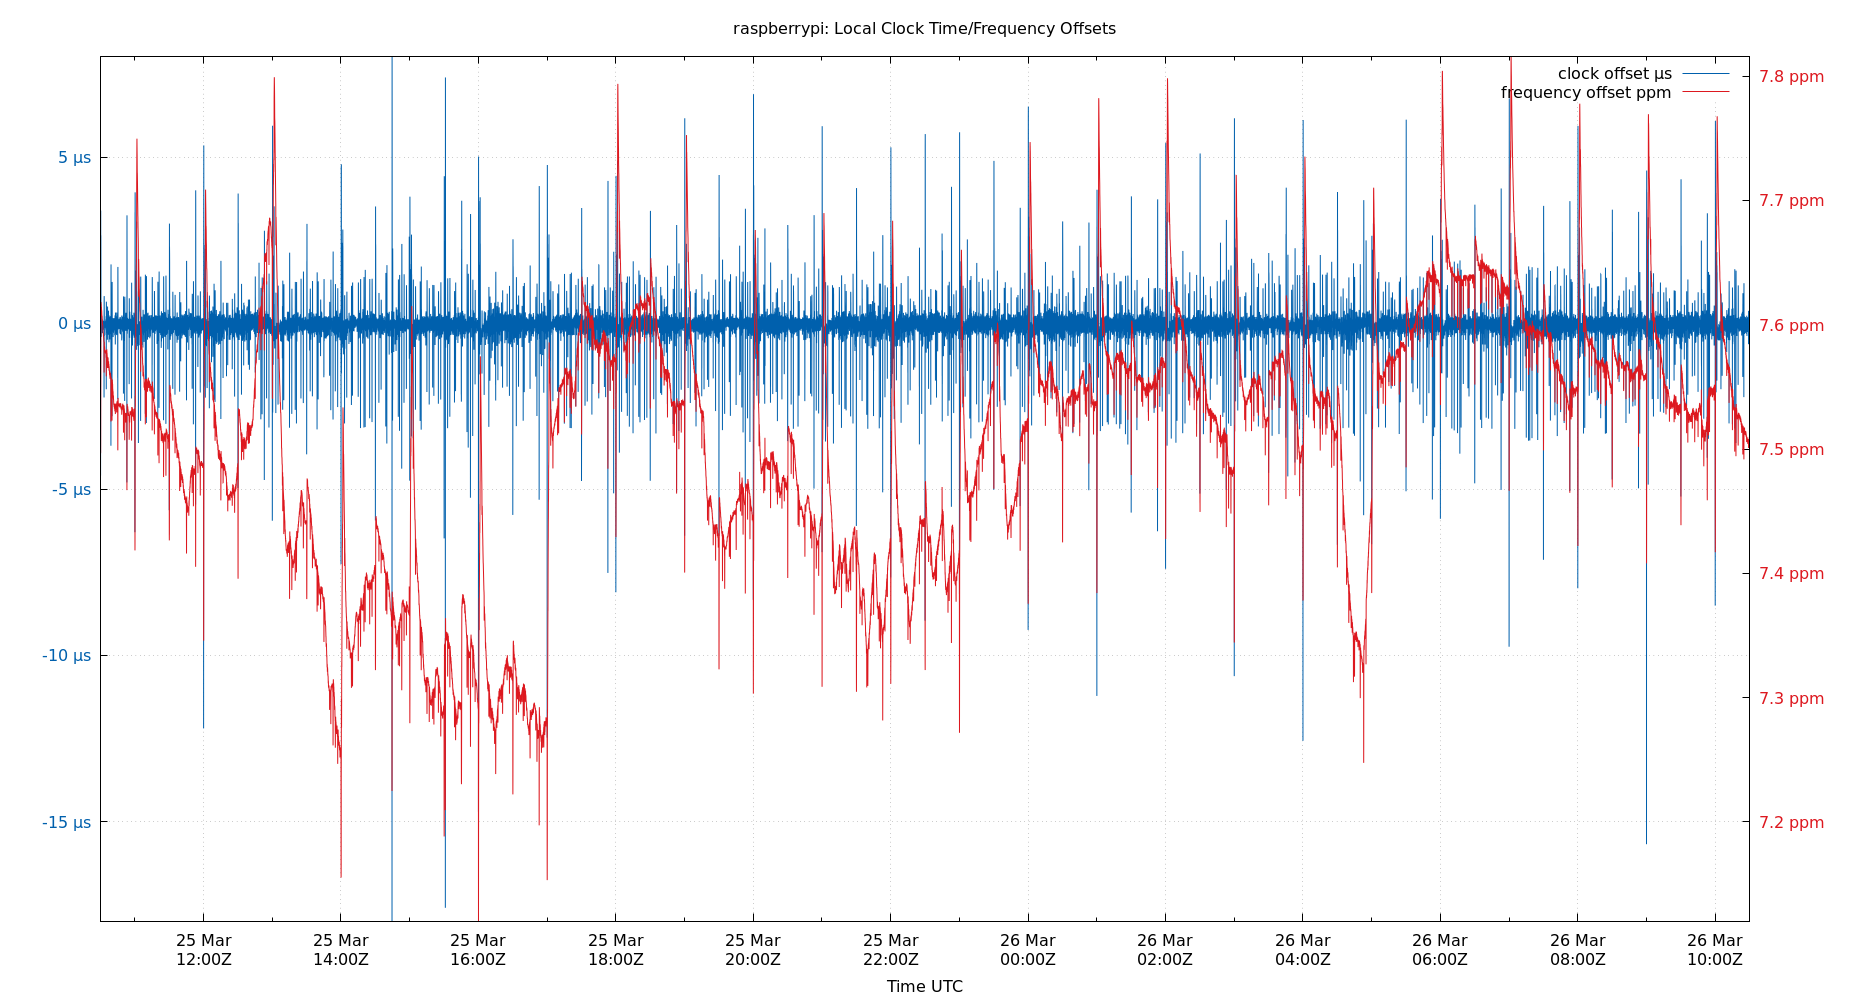 raspberrypi: Local Clock Time/Frequency Offsets
clock offset µs
frequency offset ppm
5 µs
0 µs
-5 µs
-10 µs
-15 µs
7.8 ppm
7.7 ppm
7.6 ppm
7.5 ppm
7.4 ppm
7.3 ppm
7.2 ppm
25 Mar 25 Mar 25 Mar 25 Mar 25 Mar 25 Mar 26 Mar 26 Mar 26 Mar 26 Mar 26 Mar 26 Mar
12:00Z 14:00Z 16:00Z 18:00Z 20:00Z 22:00Z 00:00Z 02:00Z 04:00Z 06:00Z 08:00Z 10:00Z
Time UTC